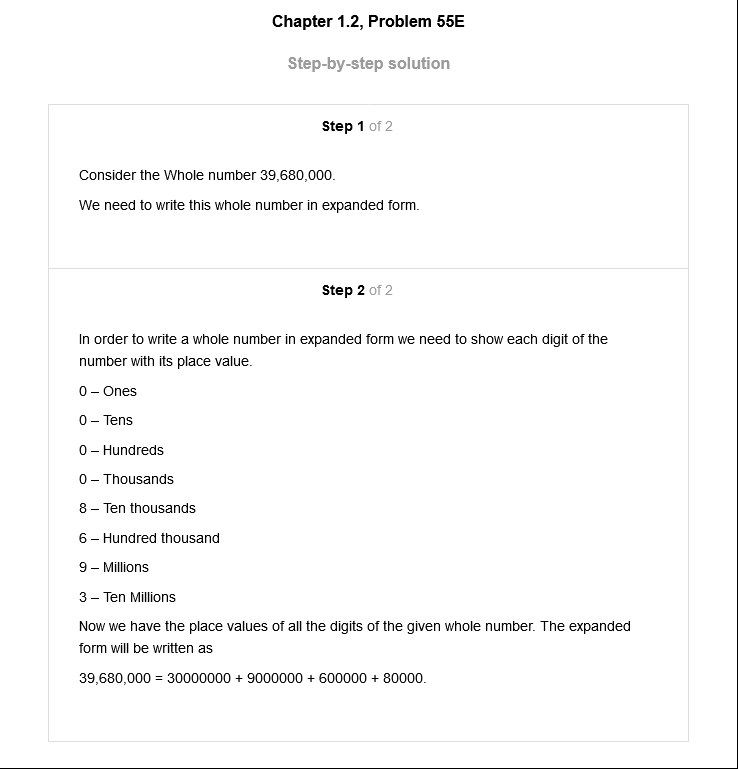 Chapter 1.2, Problem 55E
Step-by-step solution
Step 1 of 2
Consider the Whole number 39,680,000.
We need to write this whole number in expanded form.
Step 2 of 2
In order to write a whole number in expanded form we need to show each digit of the
number with its place value.
0 – Ones
0 – Tens
0 – Hundreds
0 – Thousands
8 – Ten thousands
6 – Hundred thousand
9 – Millions
3 – Ten Millions
Now we have the place values of all the digits of the given whole number. The expanded
form will be written as
39,680,000 = 30000000 + 9000000 + 600000 + 80000.